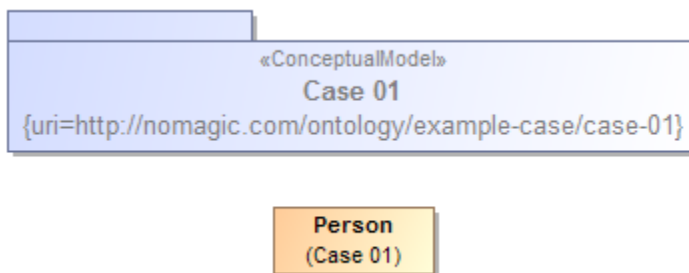 «ConceptualModel»
Case 01
{uri=http://nomagic.com/ontology/example-case/case-01}
Person
(Case 01)